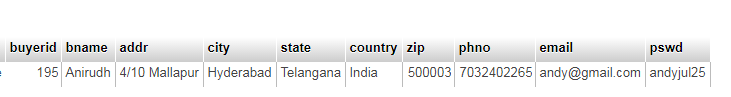 buyerid bname addr city state country zip phno email pswd
195 Anirudh 4/10 Mallapur Hyderabad Telangana India 500003 7032402265 andy@gmail.com andyjul25